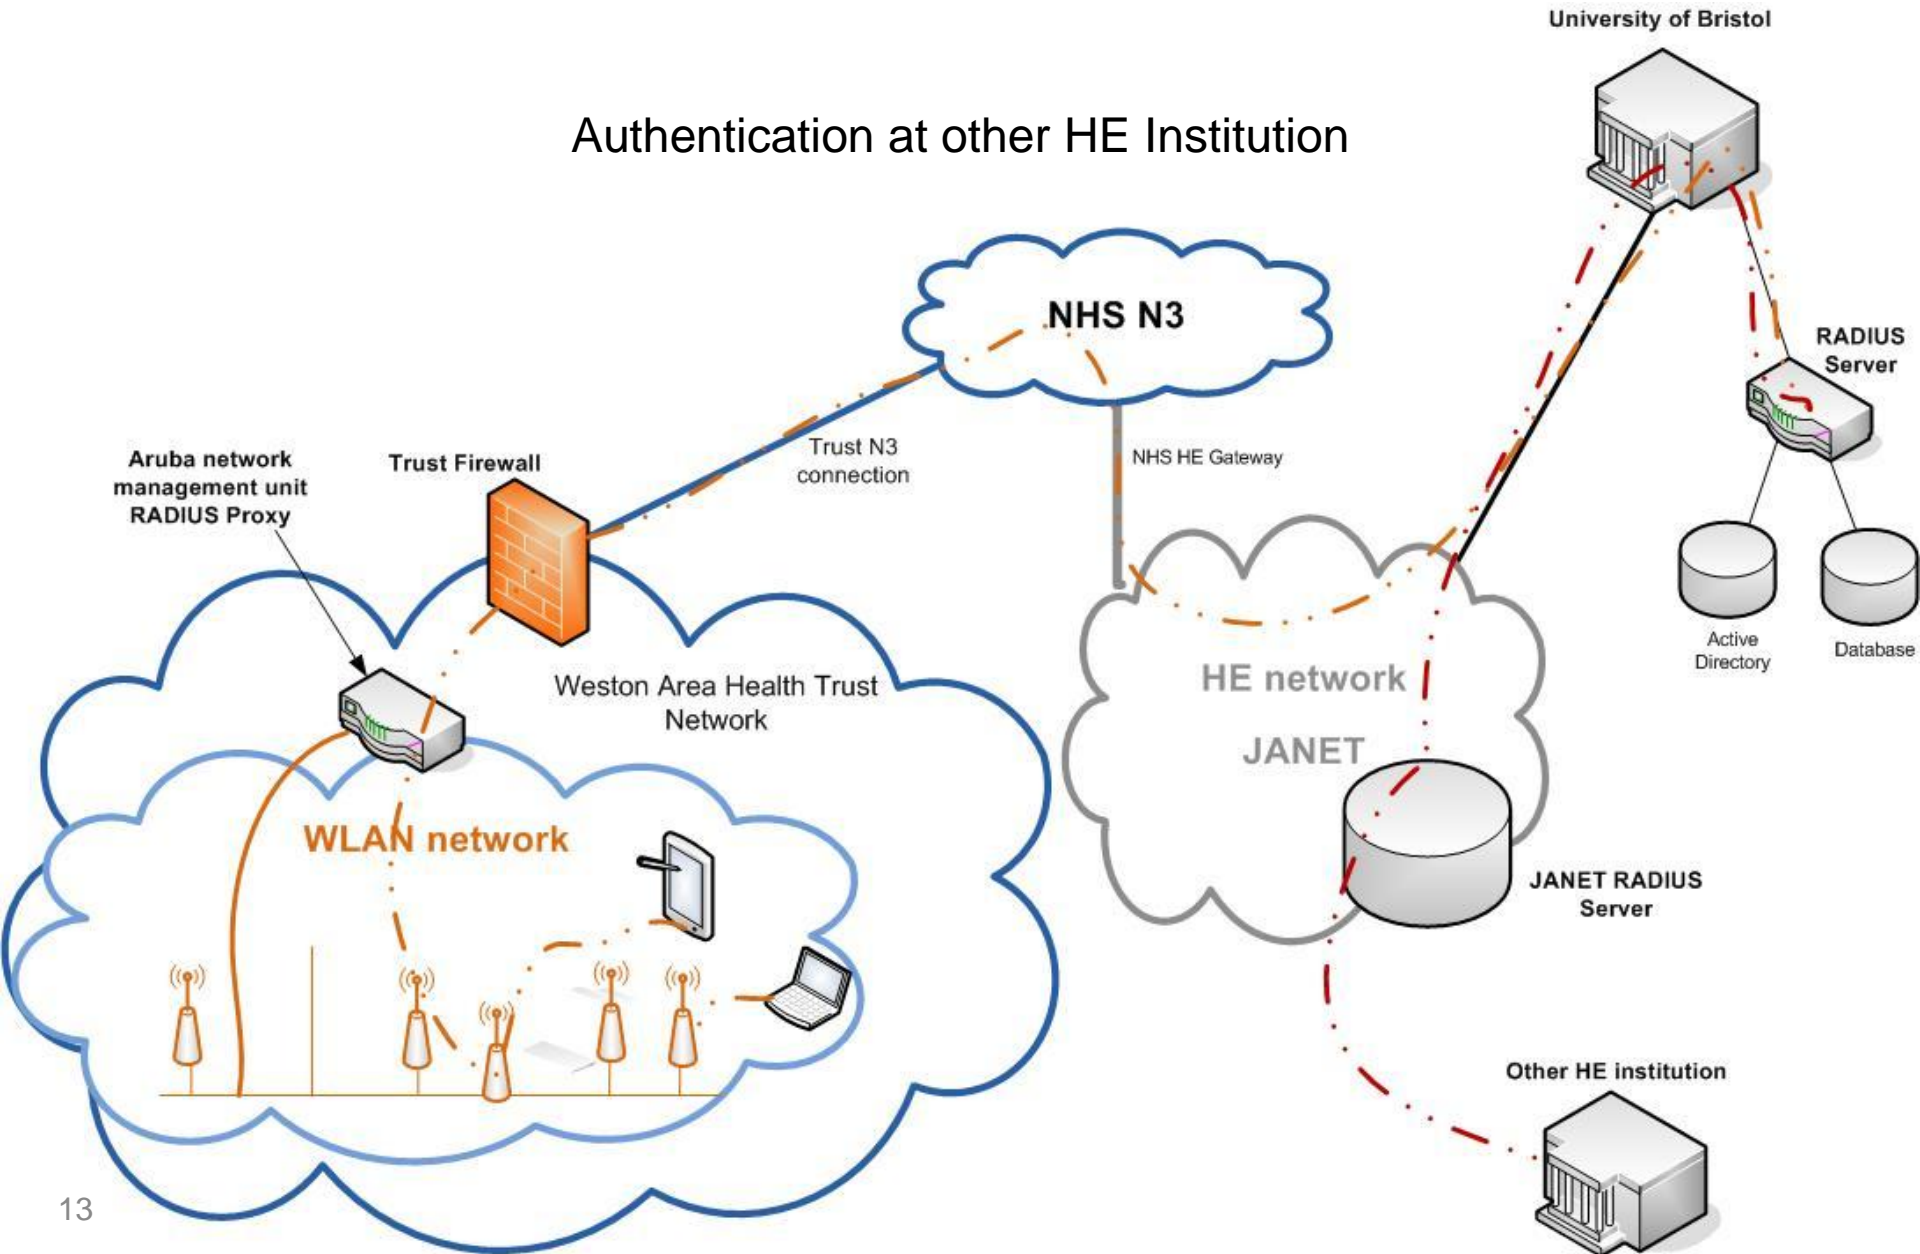 University of Bristol
Authentication at other HE Institution
NHS N3
RADIUS
Server
Trust N3
connection
NHS HE Gateway
Aruba network
management unit
RADIUS Proxy
Trust Firewall
Active
Directory
Database
Weston Area Health Trust
Network
HE network
JANET
WLAN network
JANET RADIUS
Server
Other HE institution
13